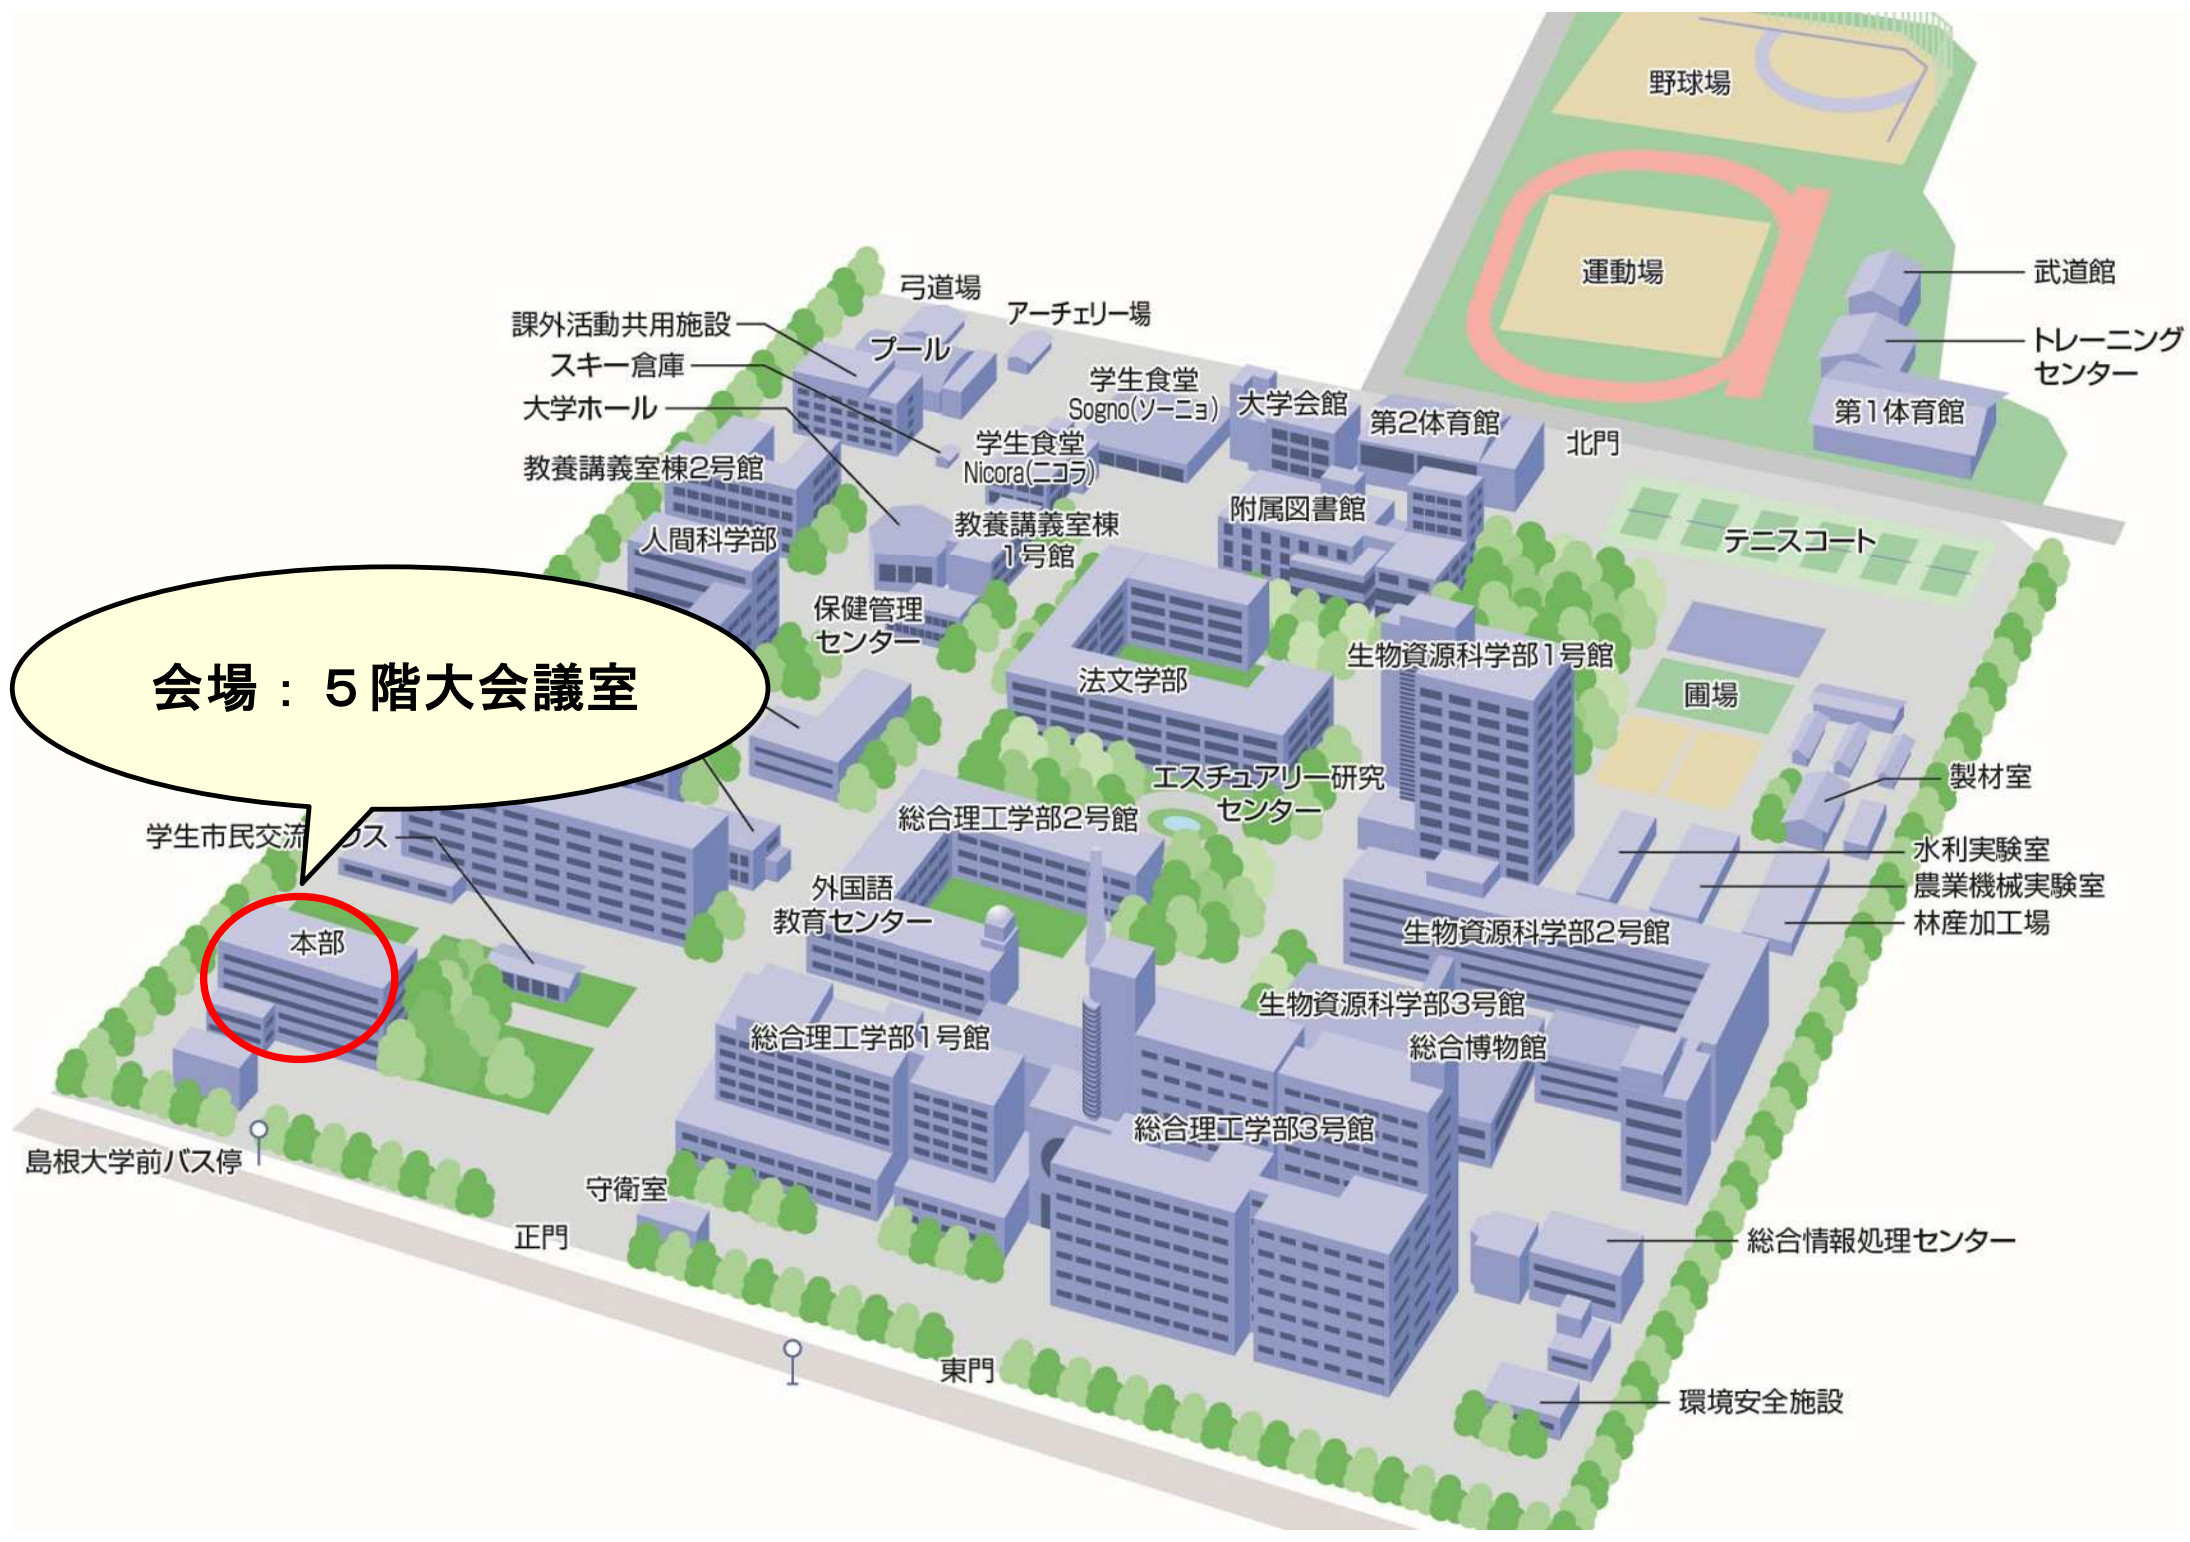 野球場
運動場
武道館
トレーニング
センター
第1体育館
弓道場
アーチェリー場
課外活動共用施設
プール
スキー倉庫
大学ホール
学生食堂
Sogno(ソーニョ)
大学会館
第2体育館
北門
学生食堂
Nicora(ニコラ)
教養講義室棟2号館
附属図書館
教養講義室棟
1号館
人間科学部
テニスコート
保健管理
センター
法文学部
生物資源科学部1号館
圃場
会場：５階大会議室
エスチュアリー研究
センター
製材室
総合理工学部2号館
学生市民交流
ウス
水利実験室
農業機械実験室
林産加工場
外国語
教育センター
生物資源科学部2号館
本部
生物資源科学部3号館
総合理工学部1号館
総合博物館
総合理工学部3号館
島根大学前バス停
守衛室
正門
総合情報処理センター
東門
環境安全施設